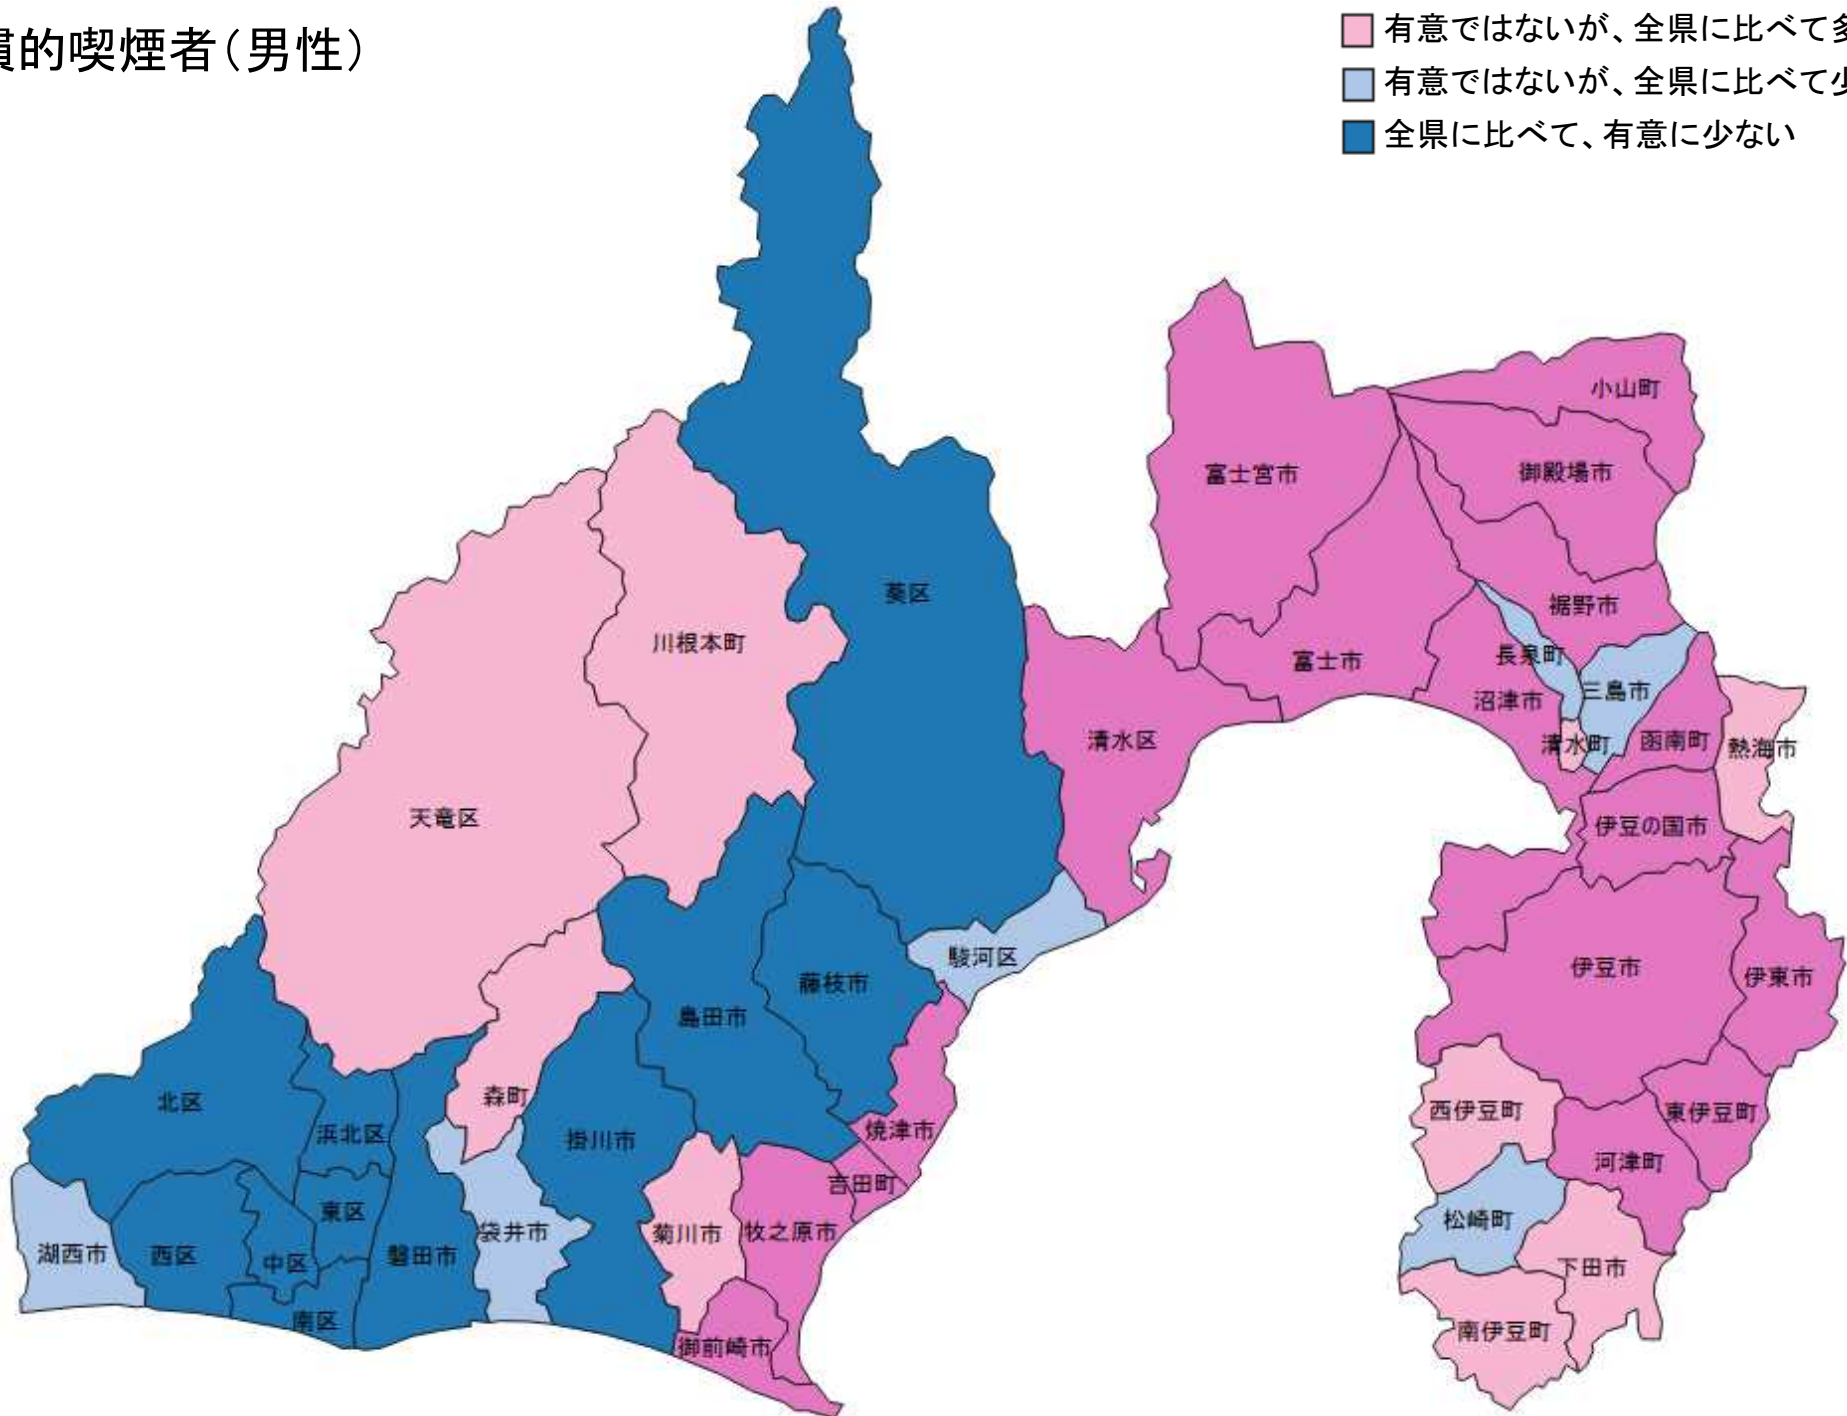 慣的喫煙者（男性）
有意ではないが、全県に比べて多
有意ではないが、全県に比べて少
全県に比べて、有意に少ない
小山町
御殿場市
富士宮市
葵区
裾野市
川根本町
長泉町
富士市
三島市
沼津市
清水区
清水町
函南町
熱海市
天竜区
伊豆の国市
駿河区
伊豆市
伊東市
藤枝市
島田市
森町
北区
西伊豆町
東伊豆町
浜北区
掛川市
焼津市
河津町
吉田町
東区
松崎町
袋井市
菊川市
牧之原市
湖西市
西区
中区
磐田市
下田市
南区
南伊豆町
御前崎市